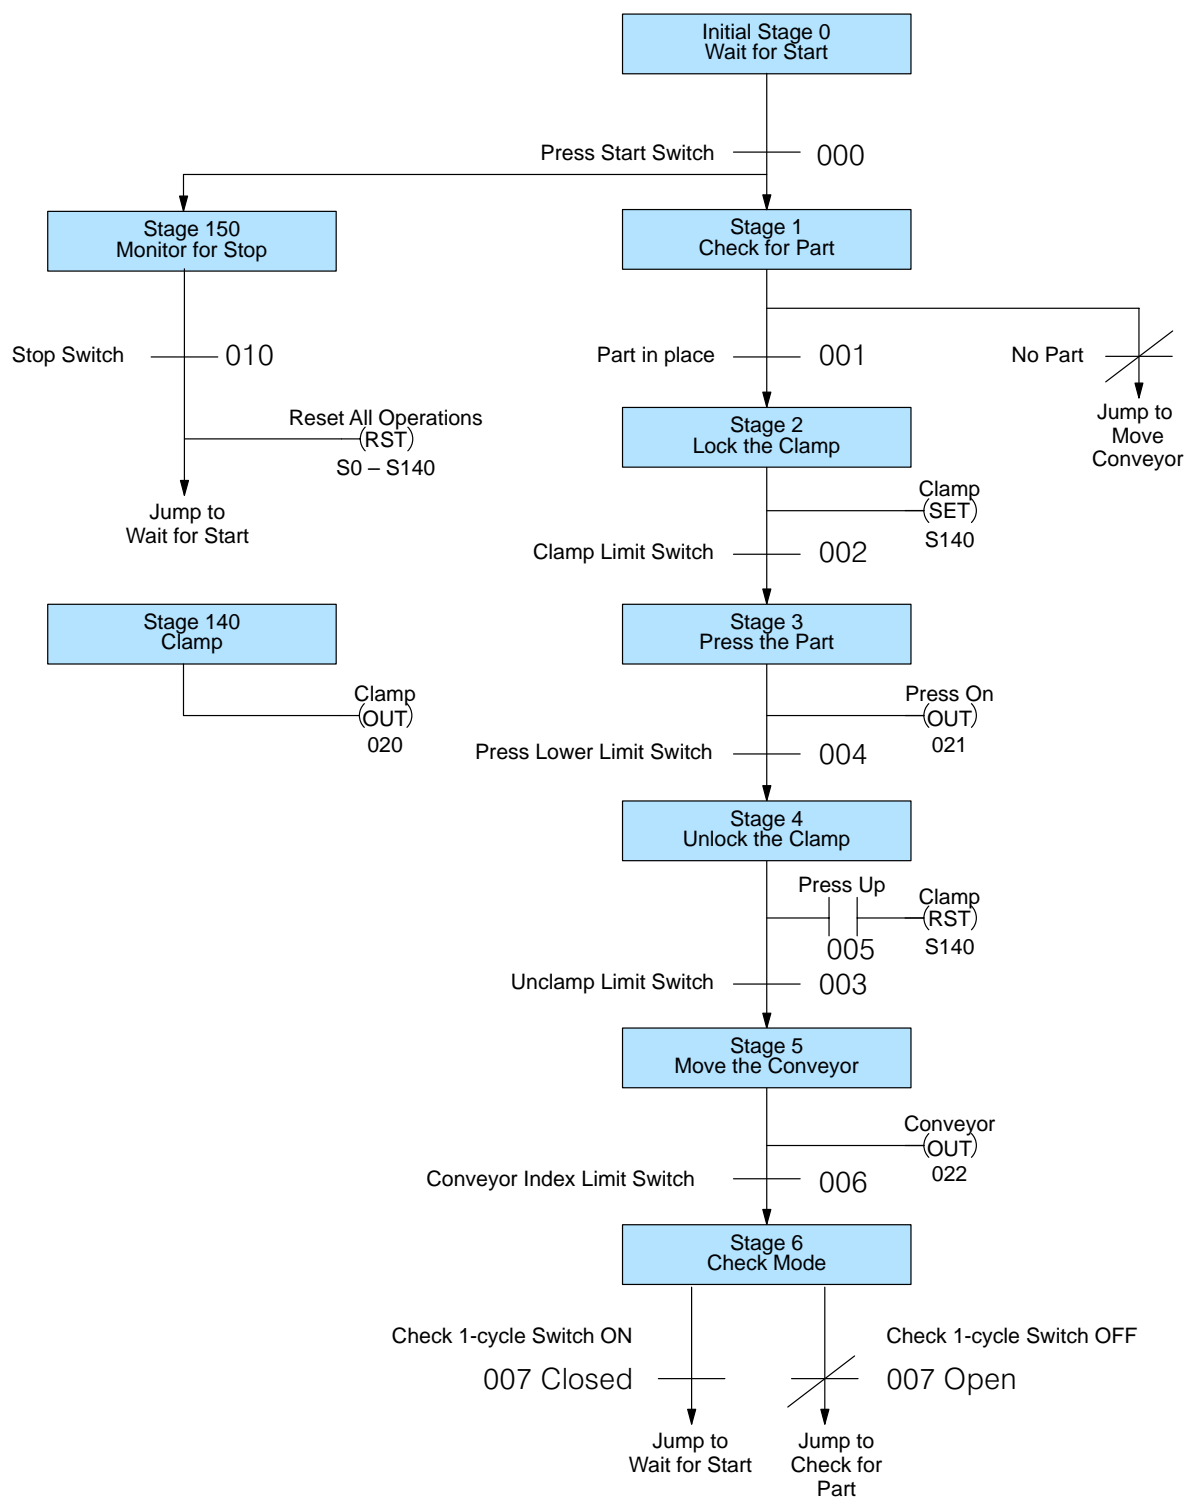 Initial Stage 0
Wait for Start
Press Start Switch
000
Stage 150
Monitor for Stop
Stage 1
Check for Part
Stop Switch
010
Part in place
001
No Part
Reset All Operations
(RST)
S0 – S140
Jump to
Wait for Start
Stage 2
Lock the Clamp
Jump to
Move
Conveyor
Clamp
(SET)
S140
Clamp Limit Switch
002
Stage 140
Clamp
Clamp
(OUT)
020
Stage 3
Press the Part
Press On
(OUT)
021
Press Lower Limit Switch
004
Stage 4
Unlock the Clamp
Press Up
005
Clamp
(RST)
S140
Unclamp Limit Switch
003
Stage 5
Move the Conveyor
Conveyor
(OUT)
022
Conveyor Index Limit Switch
006
Stage 6
Check Mode
Check 1-cycle Switch ON
007 Closed
Check 1-cycle Switch OFF
007 Open
Jump to
Wait for Start
Jump to
Check for
Part